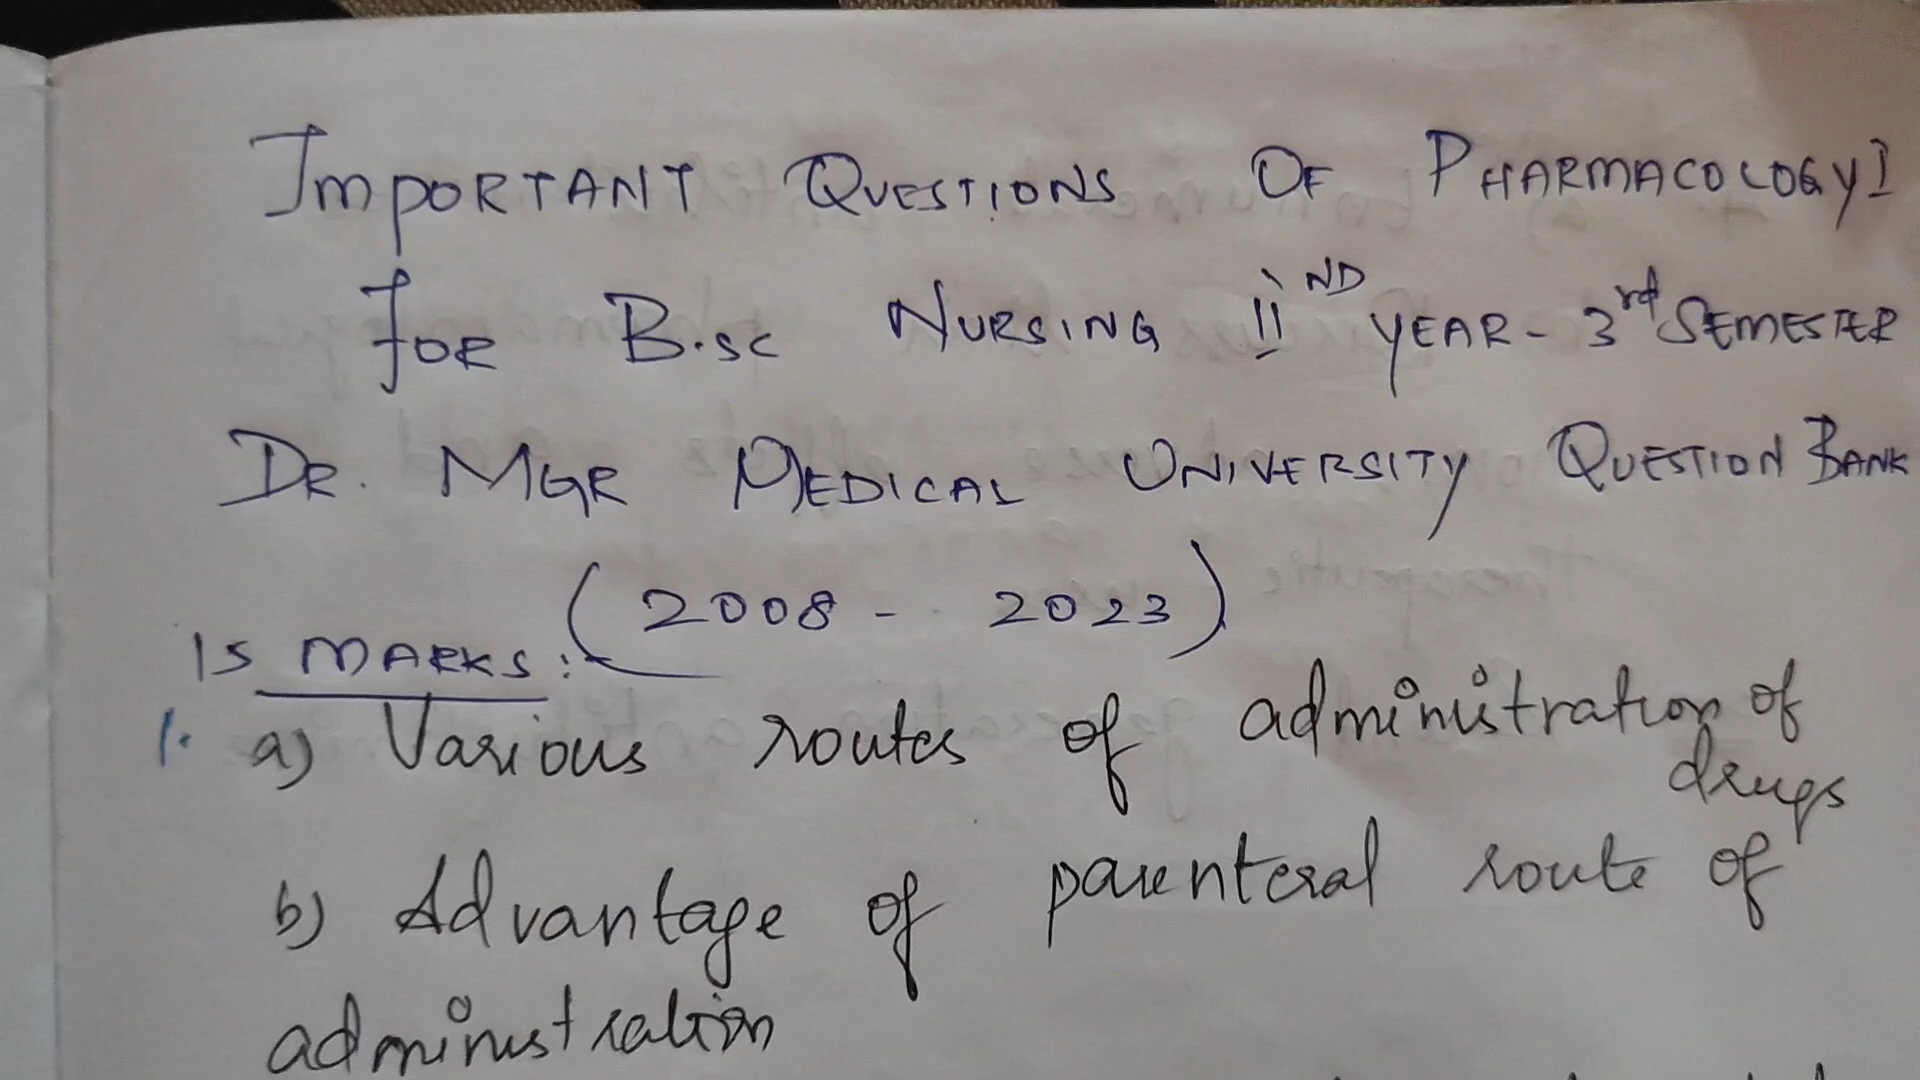 IMPORTANT QUESTIONS OF PHARMACOLOGY I
FOR B.SC NURSING II ND YEAR - 3rd SEMESTER
DR. MGR MEDICAL UNIVERSITY QUESTION BANK
(2008 - 2023)
15 MARKS :-
1. a) Various routes of administration of
drugs
b) Advantage of parenteral route of
administration